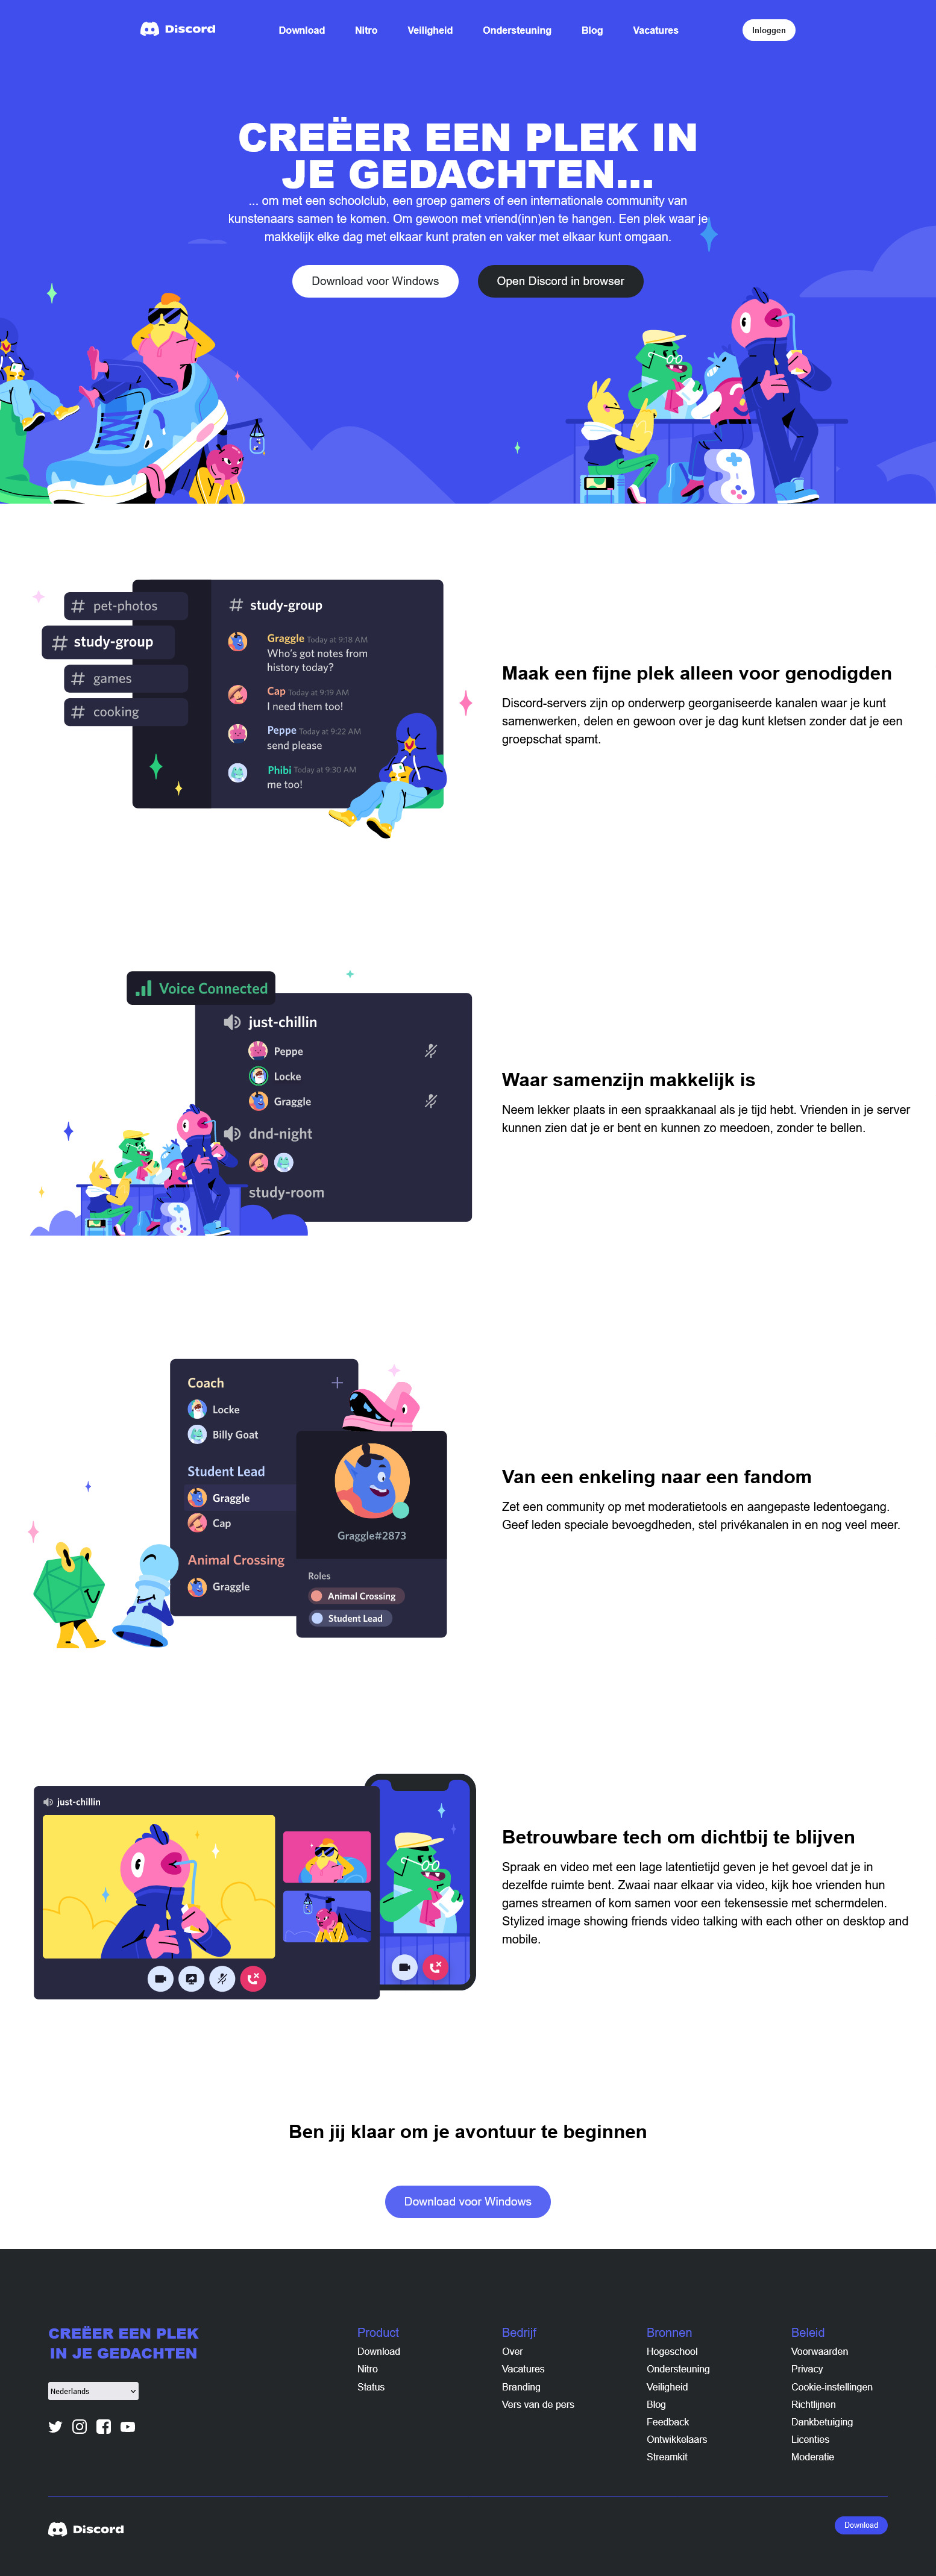 Discord
Download
Nitro
Veiligheid
Ondersteuning
Blog
Vacatures
Inloggen
CREËER EEN PLEK IN
JE GEDACHTEN...
... om met een schoolclub, een groep gamers of een internationale community van
kunstenaars samen te komen. Om gewoon met vriend(inn)en te hangen. Een plek waar je
makkelijk elke dag met elkaar kunt praten en vaker met elkaar kunt omgaan.
Download voor Windows
Open Discord in browser
# pet-photos
# study-group
# games
# cooking
# study-group
Graggle Today at 9:18 AM
Who's got notes from
history today?
Cap Today at 9:19 AM
I need them too!
Peppe Today at 9:22 AM
send please
Phibi Today at 9:30 AM
me too!
Maak een fijne plek alleen voor genodigden
Discord-servers zijn op onderwerp georganiseerde kanalen waar je kunt
samenwerken, delen en gewoon over je dag kunt kletsen zonder dat je een
groepschat spamt.
Voice Connected
just-chillin
Peppe
Locke
Graggle
dnd-night
study-room
Waar samenzijn makkelijk is
Neem lekker plaats in een spraakkanaal als je tijd hebt. Vrienden in je server
kunnen zien dat je er bent en kunnen zo meedoen, zonder te bellen.
Coach
Locke
Billy Goat
Student Lead
Graggle
Cap
Animal Crossing
Graggle
Graggle#2873
Roles
Animal Crossing
Student Lead
Van een enkeling naar een fandom
Zet een community op met moderatietools en aangepaste ledentoegang.
Geef leden speciale bevoegdheden, stel privékanalen in en nog veel meer.
just-chillin
Betrouwbare tech om dichtbij te blijven
Spraak en video met een lage latentietijd geven je het gevoel dat je in
dezelfde ruimte bent. Zwaai naar elkaar via video, kijk hoe vrienden hun
games streamen of kom samen voor een tekensessie met schermdelen.
Stylized image showing friends video talking with each other on desktop and
mobile.
Ben jij klaar om je avontuur te beginnen
Download voor Windows
CREËER EEN PLEK
IN JE GEDACHTEN
Nederlands
Product
Download
Nitro
Status
Bedrijf
Over
Vacatures
Branding
Vers van de pers
Bronnen
Hogeschool
Ondersteuning
Veiligheid
Blog
Feedback
Ontwikkelaars
Streamkit
Beleid
Voorwaarden
Privacy
Cookie-instellingen
Richtlijnen
Dankbetuiging
Licenties
Moderatie
Discord
Download